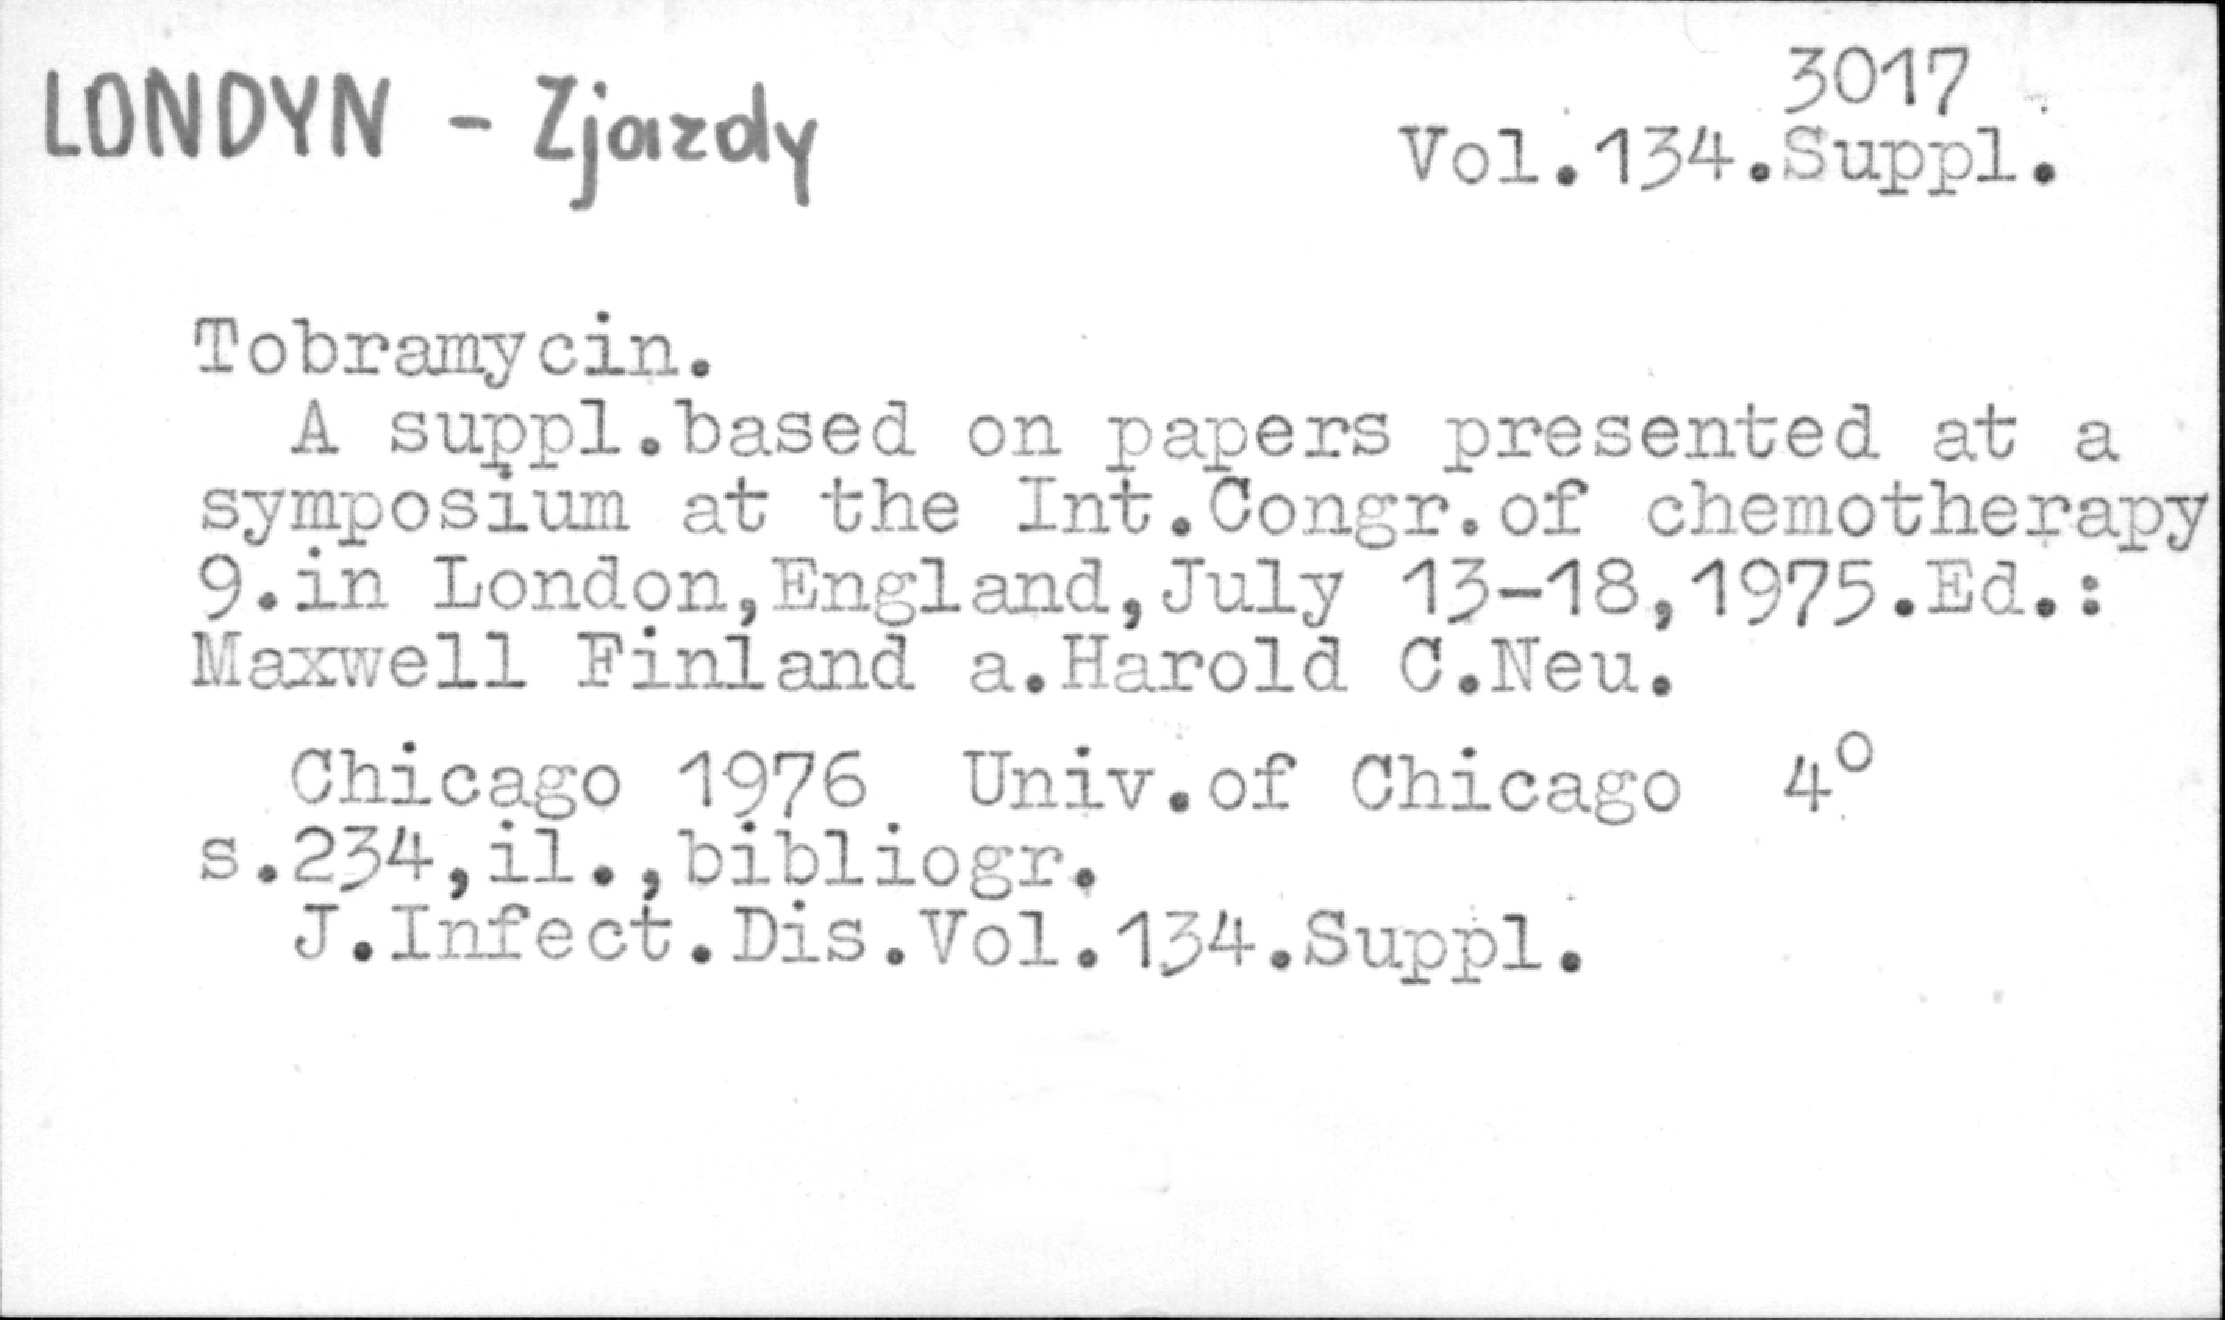 LONDYN - Zjazdy
3017
Vol.134.Suppl.
Tobramycin.
A suppl.based on papers presented at a
symposium at the Int.Congr.of chemotherapy
9.in London,England,July 13-18,1975.Ed.:
Maxwell Finland a.Harold C.Neu.
Chicago 1976 Univ.of Chicago 4°
s.234,il.,bibliogr.
J.Infect.Dis.Vol.134.Suppl.